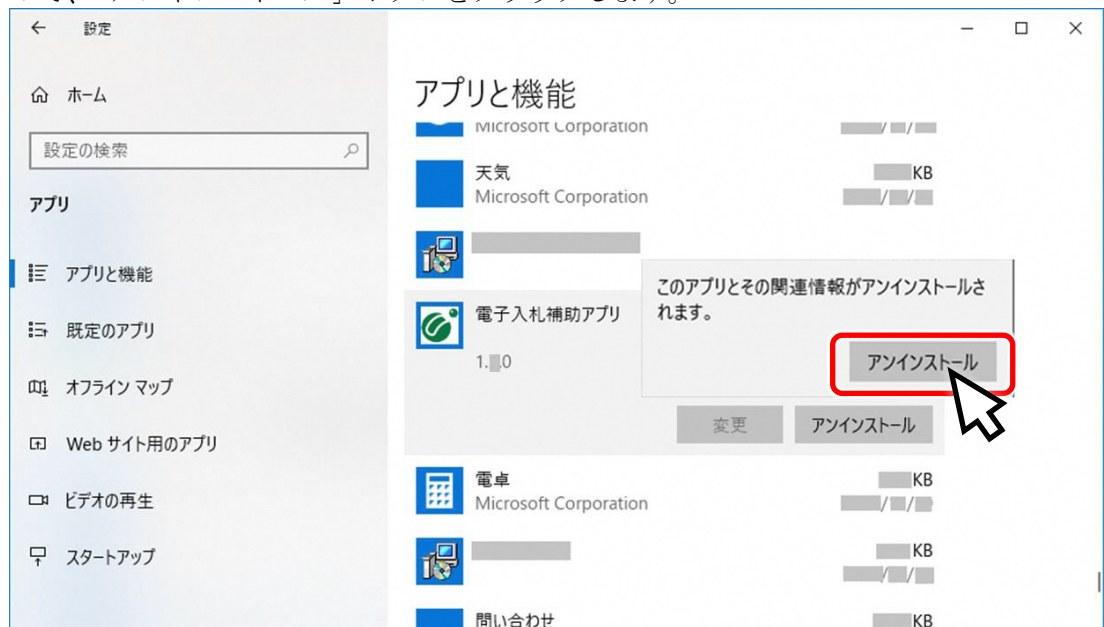 設定
ホーム
設定の検索
アプリ
アプリと機能
既定のアプリ
オフライン マップ
Web サイト用のアプリ
ビデオの再生
スタートアップ
アプリと機能
Microsoft Corporation
天気
KB
Microsoft Corporation
電子入札補助アプリ
このアプリとその関連情報がアンインストールさ
れます。
アンインストール
変更
アンインストール
電卓
KB
Microsoft Corporation
KB
問い合わせ
KB